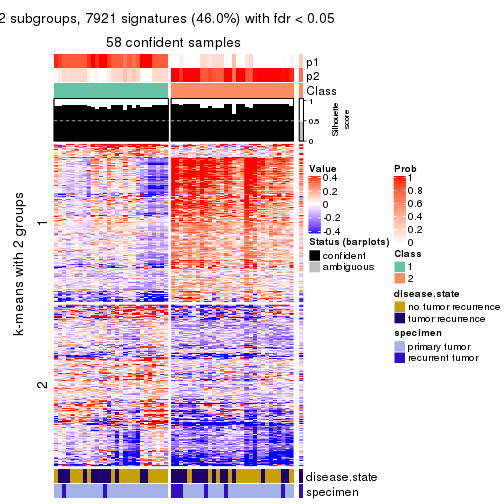 2 subgroups, 7921 signatures (46.0%) with fdr < 0.05
58 confident samples
p1
p2
Class
1
0.5
0
Silhouette
score
k-means with 2 groups
1
2
Value
0.4
0.2
0
-0.2
-0.4
Status (barplots)
confident
ambiguous
Prob
1
0.8
0.6
0.4
0.2
0
Class
1
2
disease.state
no tumor recurrence
tumor recurrence
specimen
primary tumor
recurrent tumor
disease.state
specimen